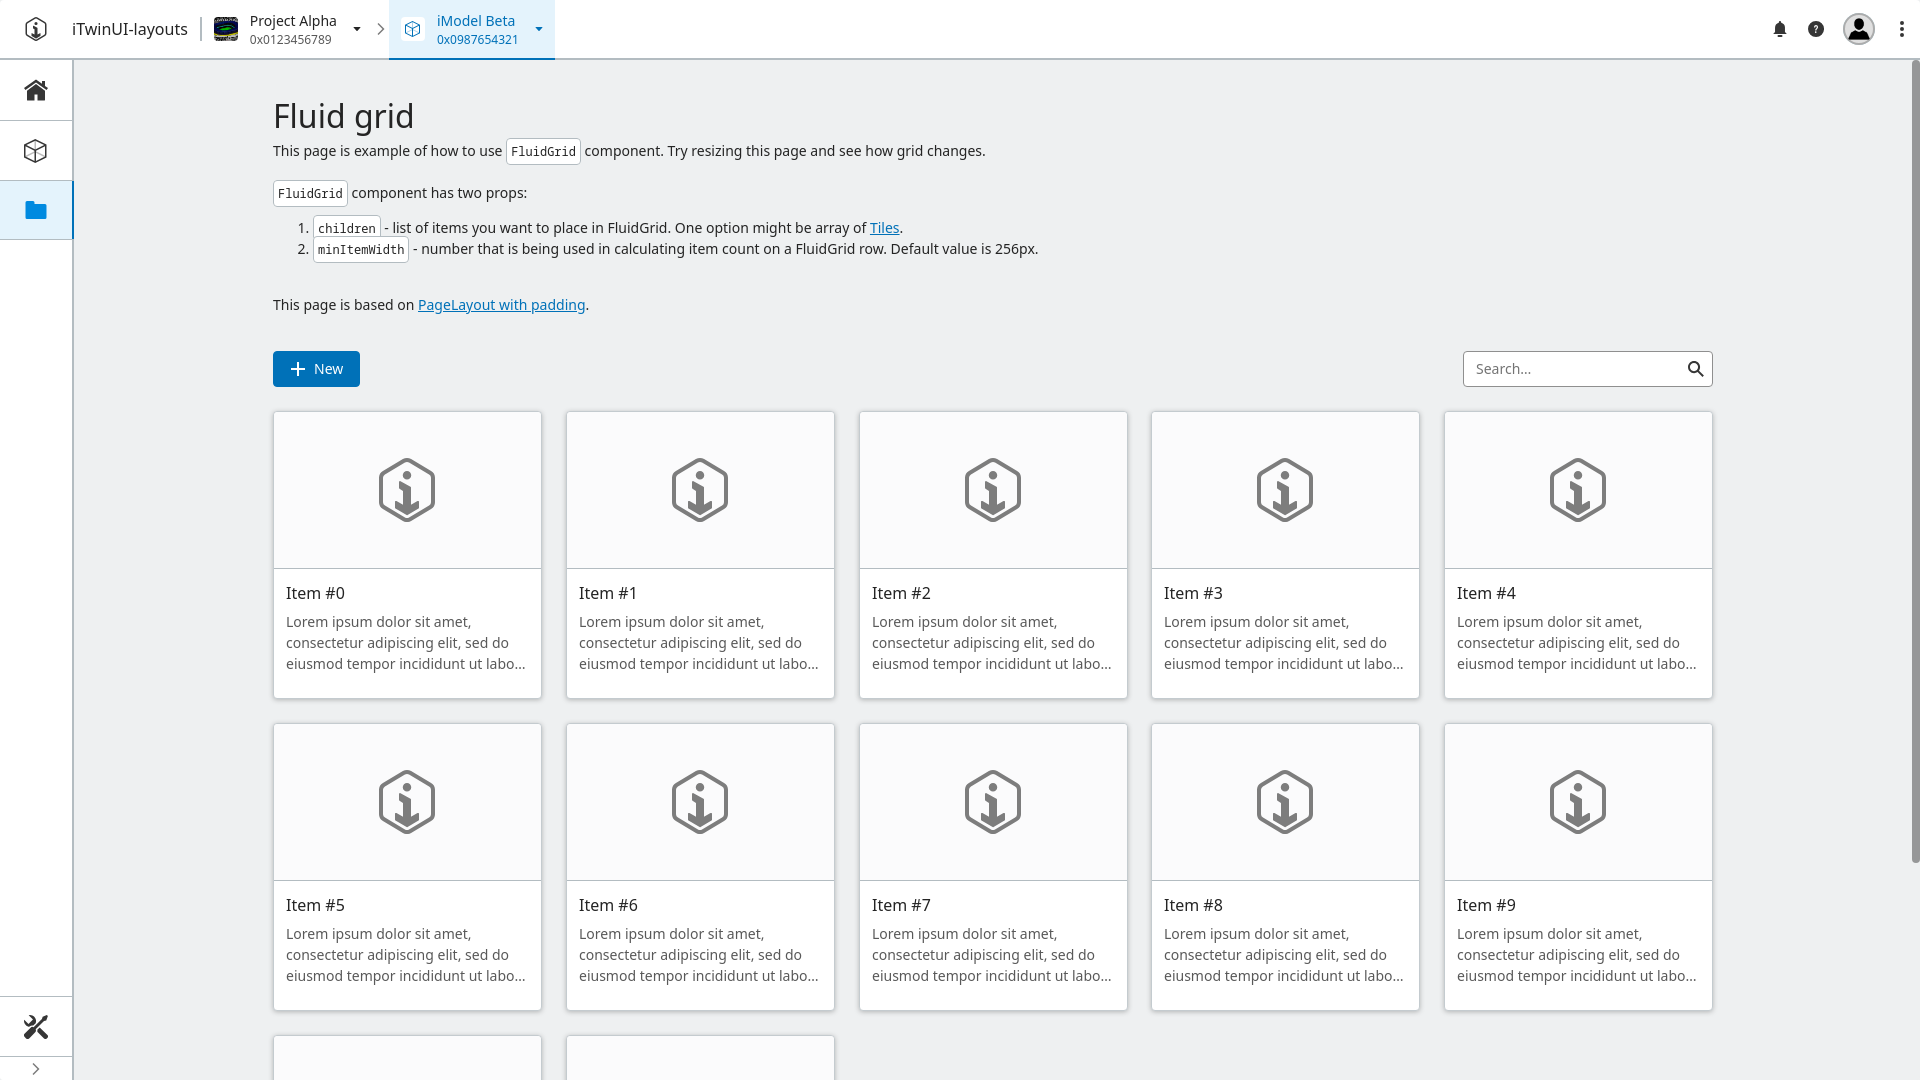 iTwinUI-layouts
Project Alpha
0x0123456789
iModel Beta
0x0987654321
Fluid grid
This page is example of how to use FluidGrid component. Try resizing this page and see how grid changes.
FluidGrid component has two props:
1. children - list of items you want to place in FluidGrid. One option might be array of Tiles.
2. minItemWidth - number that is being used in calculating item count on a FluidGrid row. Default value is 256px.
This page is based on PageLayout with padding.
New
Search...
Item #0
Lorem ipsum dolor sit amet,
consectetur adipiscing elit, sed do
eiusmod tempor incididunt ut labo...
Item #1
Lorem ipsum dolor sit amet,
consectetur adipiscing elit, sed do
eiusmod tempor incididunt ut labo...
Item #2
Lorem ipsum dolor sit amet,
consectetur adipiscing elit, sed do
eiusmod tempor incididunt ut labo...
Item #3
Lorem ipsum dolor sit amet,
consectetur adipiscing elit, sed do
eiusmod tempor incididunt ut labo...
Item #4
Lorem ipsum dolor sit amet,
consectetur adipiscing elit, sed do
eiusmod tempor incididunt ut labo...
Item #5
Lorem ipsum dolor sit amet,
consectetur adipiscing elit, sed do
eiusmod tempor incididunt ut labo...
Item #6
Lorem ipsum dolor sit amet,
consectetur adipiscing elit, sed do
eiusmod tempor incididunt ut labo...
Item #7
Lorem ipsum dolor sit amet,
consectetur adipiscing elit, sed do
eiusmod tempor incididunt ut labo...
Item #8
Lorem ipsum dolor sit amet,
consectetur adipiscing elit, sed do
eiusmod tempor incididunt ut labo...
Item #9
Lorem ipsum dolor sit amet,
consectetur adipiscing elit, sed do
eiusmod tempor incididunt ut labo...